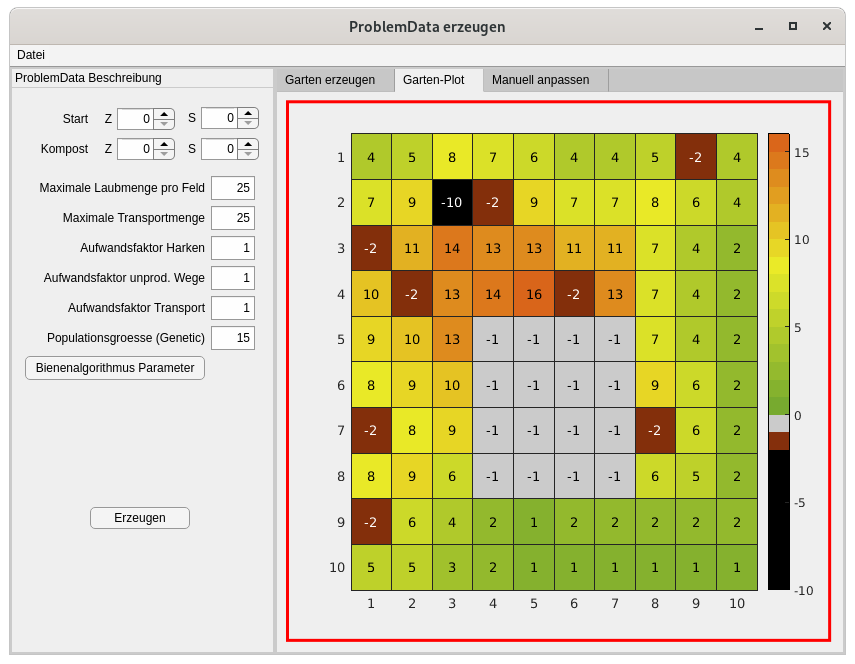 ProblemData erzeugen
Datei
ProblemData Beschreibung
Start Z 0 S 0
Kompost Z 0 S 0
Maximale Laubmenge pro Feld 25
Maximale Transportmenge 25
Aufwandsfaktor Harken 1
Aufwandsfaktor unprod. Wege 1
Aufwandsfaktor Transport 1
Populationsgroesse (Genetic) 15
Bienenalgorithmus Parameter
Erzeugen
Garten erzeugen Garten-Plot Manuell anpassen
1 4 5 8 7 6 4 4 5 -2 4
2 7 9 -10 -2 9 7 7 8 6 4
3 -2 11 14 13 13 11 11 7 4 2
4 10 -2 13 14 16 -2 13 7 4 2
5 9 10 13 -1 -1 -1 -1 7 4 2
6 8 9 10 -1 -1 -1 -1 9 6 2
7 -2 8 9 -1 -1 -1 -1 -2 6 2
8 8 9 6 -1 -1 -1 -1 6 5 2
9 -2 6 4 2 1 2 2 2 2 2
10 5 5 3 2 1 1 1 1 1 1
1 2 3 4 5 6 7 8 9 10
15
10
5
0
-5
-10